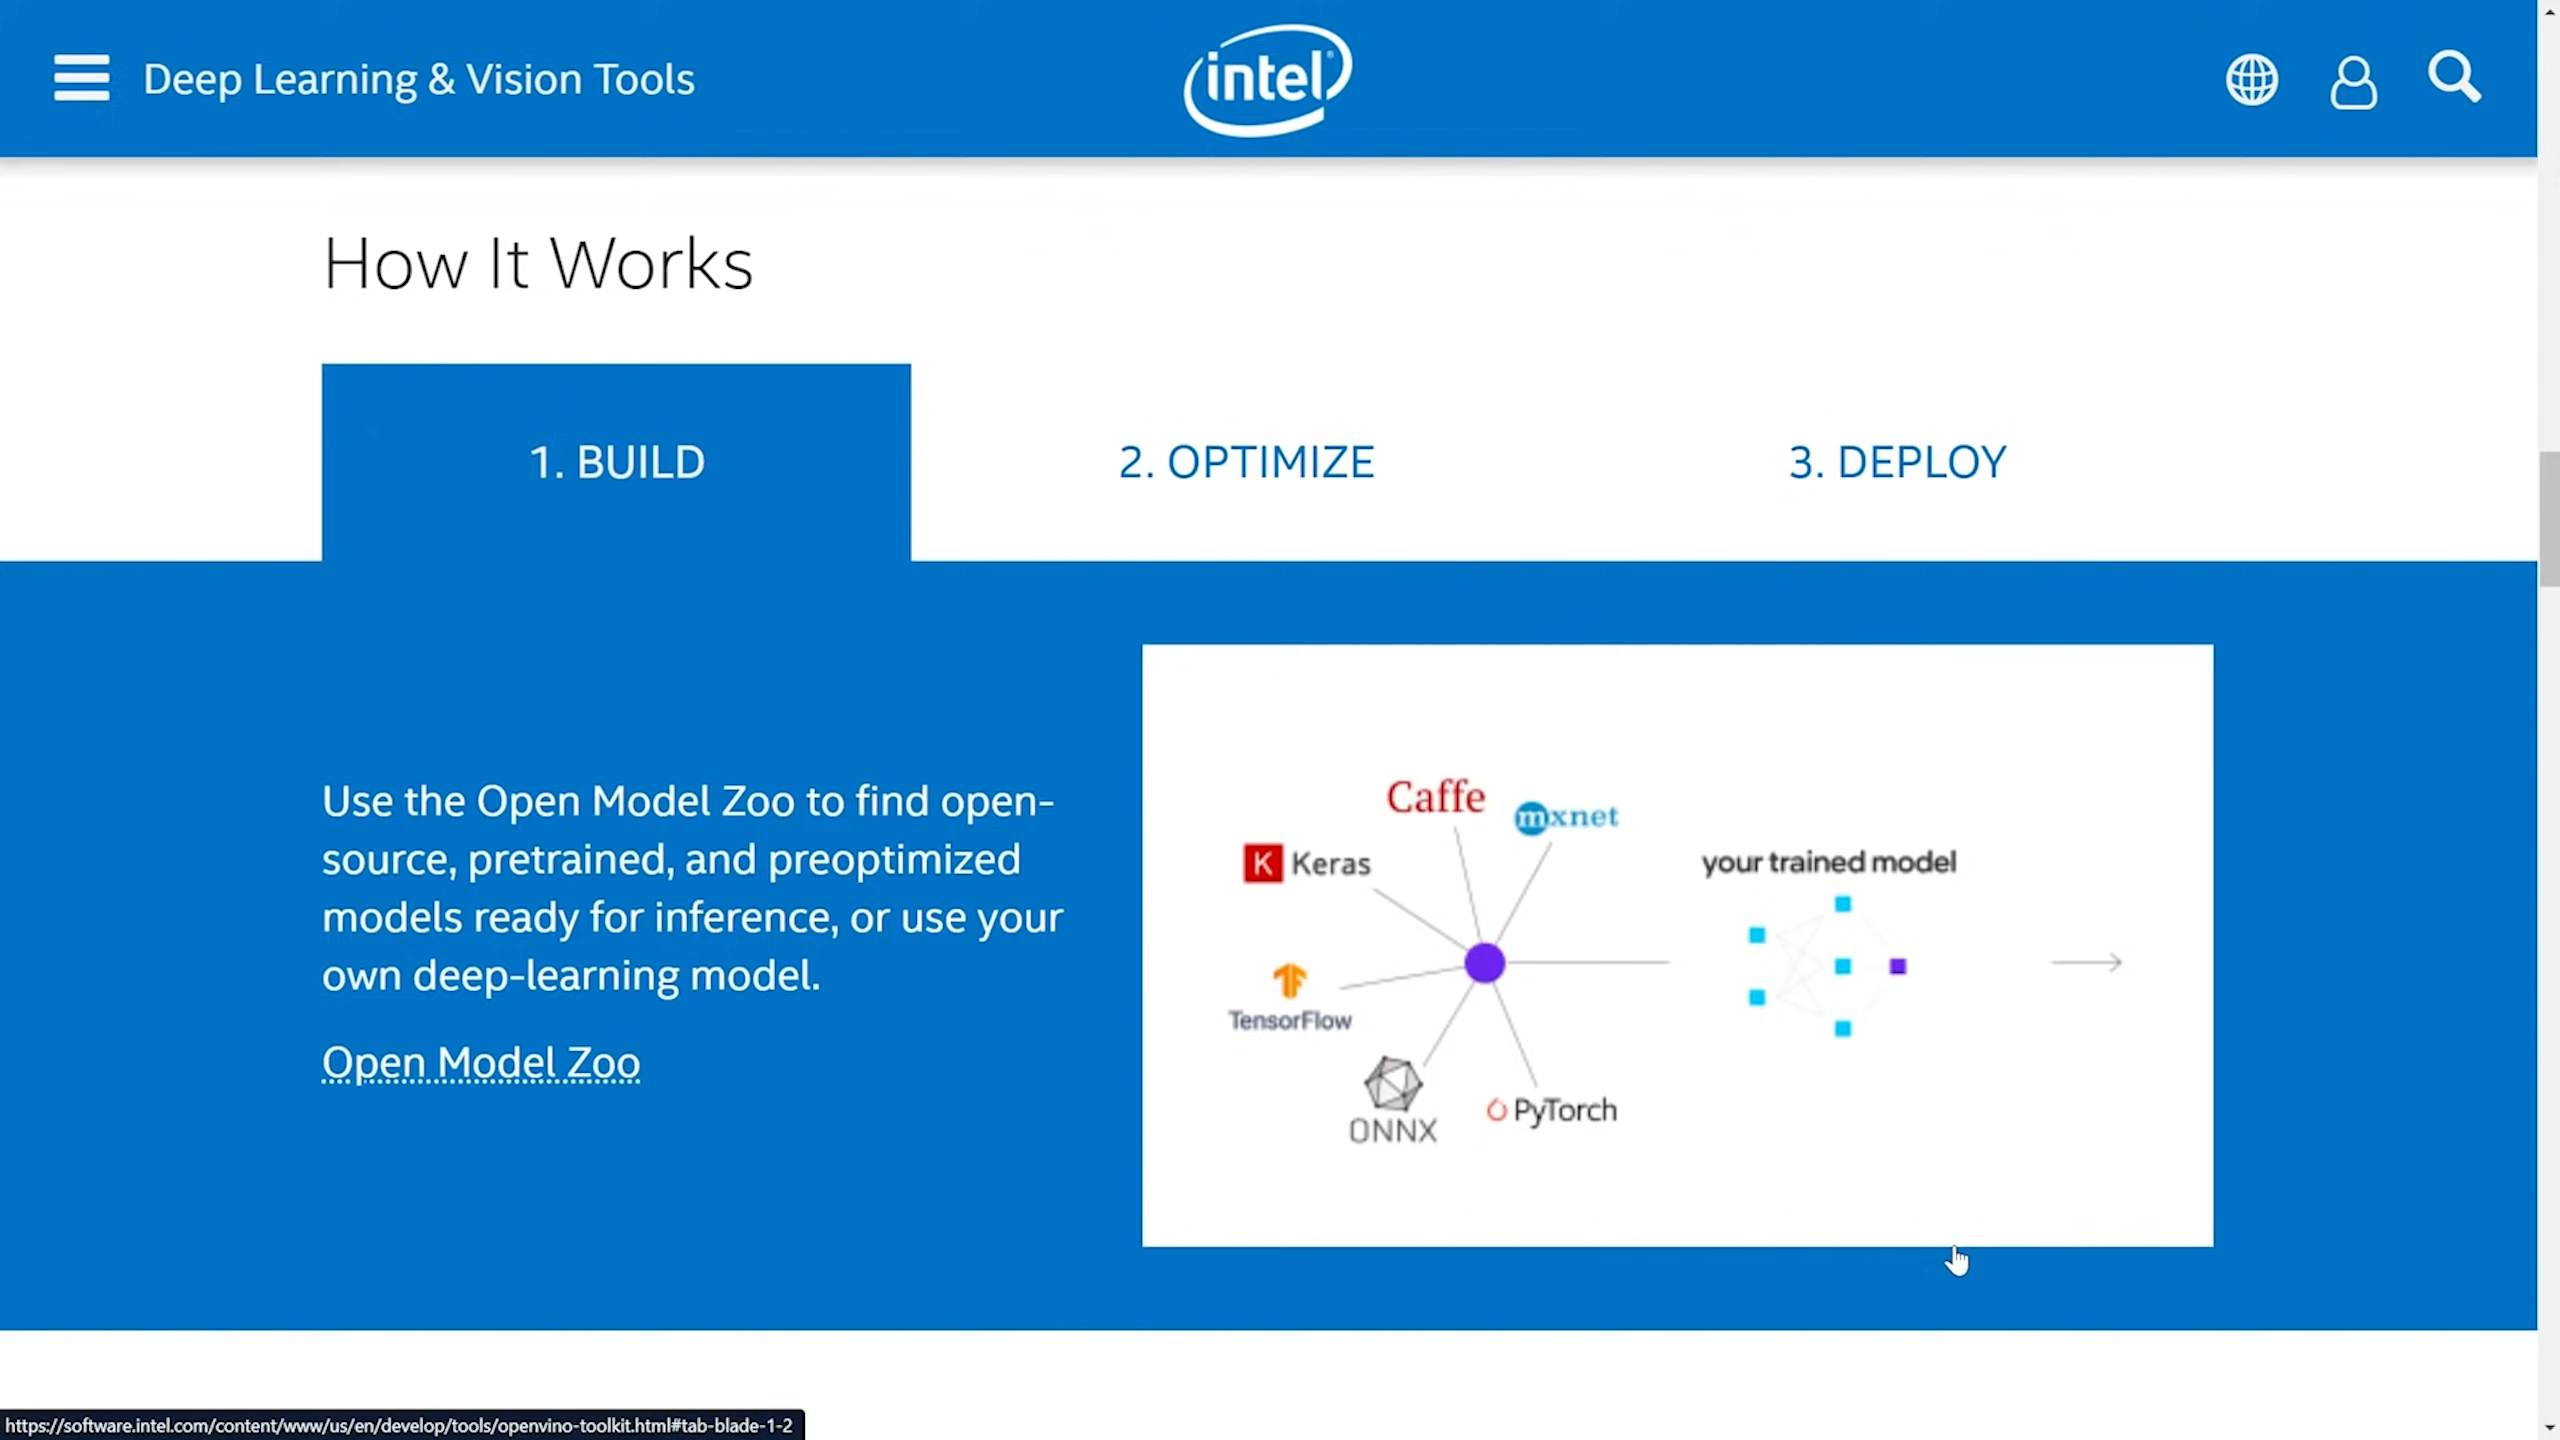 Deep Learning & Vision Tools
intel
How It Works
1. BUILD
2. OPTIMIZE
3. DEPLOY
Use the Open Model Zoo to find open-
source, pretrained, and preoptimized
models ready for inference, or use your
own deep-learning model.
Open Model Zoo
Caffe
mxnet
K Keras
your trained model
TensorFlow
ONNX
PyTorch
https://software.intel.com/content/www/us/en/develop/tools/openvino-toolkit.html#tab-blade-1-2